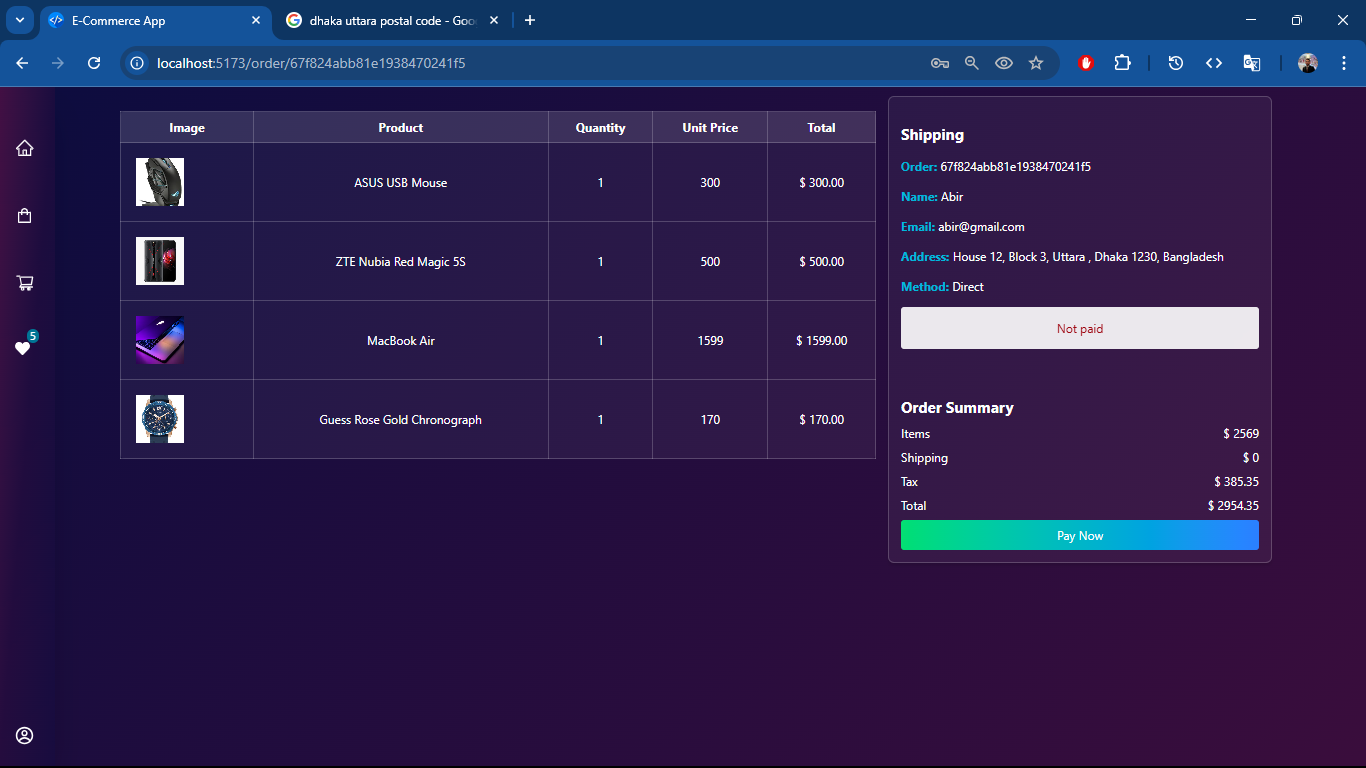 E-Commerce App
dhaka uttara postal code - Goo
localhost:5173/order/67f824abb81e1938470241f5
5
Image Product Quantity Unit Price Total
ASUS USB Mouse 1 300 $ 300.00
ZTE Nubia Red Magic 5S 1 500 $ 500.00
MacBook Air 1 1599 $ 1599.00
Guess Rose Gold Chronograph 1 170 $ 170.00
Shipping
Order: 67f824abb81e1938470241f5
Name: Abir
Email: abir@gmail.com
Address: House 12, Block 3, Uttara , Dhaka 1230, Bangladesh
Method: Direct
Not paid
Order Summary
Items $ 2569
Shipping $ 0
Tax $ 385.35
Total $ 2954.35
Pay Now